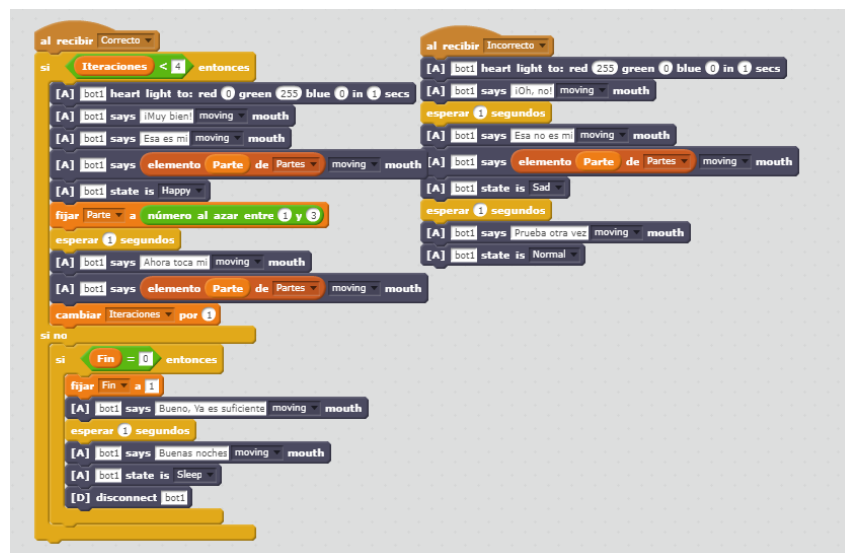 al recibir Correcto
si Iteraciones < 4 entonces
[A] bot1 heart light to: red 0 green 255 blue 0 in 1 secs
[A] bot1 says ¡Muy bien! moving mouth
[A] bot1 says Esa es mi moving mouth
[A] bot1 says elemento Parte de Partes moving mouth
[A] bot1 state is Happy
fijar Parte a número al azar entre 1 y 3
esperar 1 segundos
[A] bot1 says Ahora toca mi moving mouth
[A] bot1 says elemento Parte de Partes moving mouth
cambiar Iteraciones por 1
si no
si Fin = 0 entonces
fijar Fin a 1
[A] bot1 says Bueno, Ya es suficiente moving mouth
esperar 1 segundos
[A] bot1 says Buenas noches moving mouth
[A] bot1 state is Sleep
[D] disconnect bot1
al recibir Incorrecto
[A] bot1 heart light to: red 255 green 0 blue 0 in 1 secs
[A] bot1 says ¡Oh, no! moving mouth
esperar 1 segundos
[A] bot1 says Esa no es mi moving mouth
[A] bot1 says elemento Parte de Partes moving mouth
[A] bot1 state is Sad
esperar 1 segundos
[A] bot1 says Prueba otra vez moving mouth
[A] bot1 state is Normal